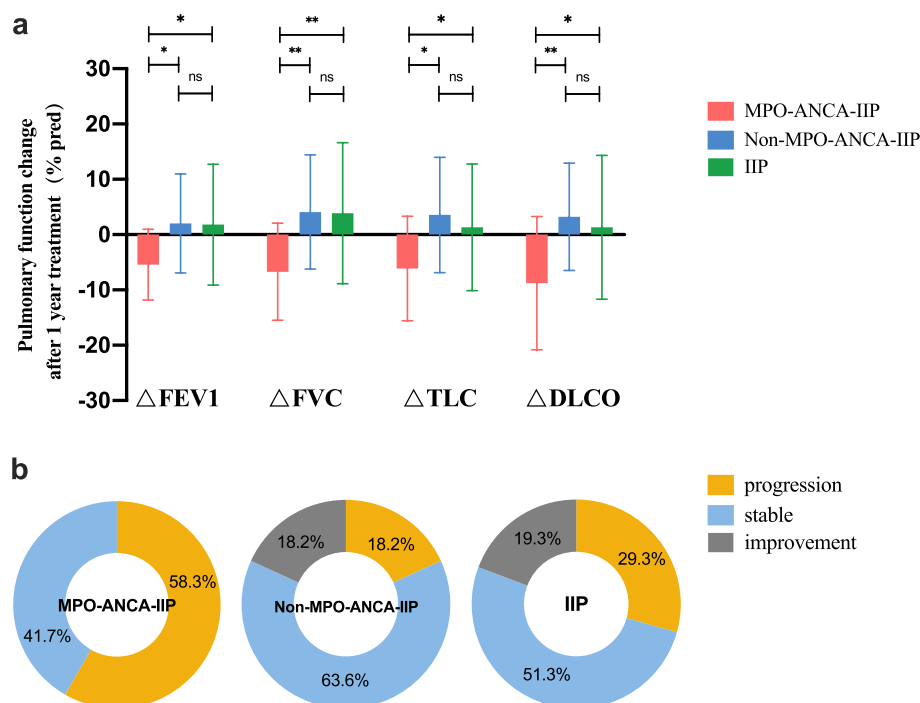 a
* ** * *
* ** * **
ns ns ns ns
30
20
10
0
-10
-20
-30
Pulmonary function change
after 1 year treatment (% pred)
△FEV1 △FVC △TLC △DLCO
MPO-ANCA-IIP
Non-MPO-ANCA-IIP
IIP
b
58.3%
MPO-ANCA-IIP
41.7%
18.2% 18.2%
Non-MPO-ANCA-IIP
63.6%
19.3% 29.3%
IIP
51.3%
progression
stable
improvement